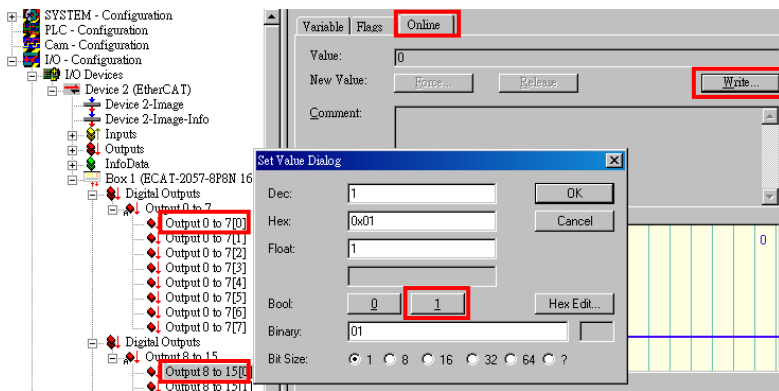 SYSTEM - Configuration
PLC - Configuration
Cam - Configuration
I/O - Configuration
I/O Devices
Device 2 (EtherCAT)
Device 2-Image
Device 2-Image-Info
Inputs
Outputs
InfoData
Box 1 (ECAT-2057-8P8N 16
Digital Outputs
Output 0 to 7
Output 0 to 7[0]
Output 0 to 7[1]
Output 0 to 7[2]
Output 0 to 7[3]
Output 0 to 7[4]
Output 0 to 7[5]
Output 0 to 7[6]
Output 0 to 7[7]
Digital Outputs
Output 8 to 15
Output 8 to 15[0]
Output 8 to 15[1]
Variable Flags Online
Value: 0
New Value: Force... Release Write...
Comment:
Set Value Dialog
Dec: 1 OK
Hex: 0x01 Cancel
Float: 1
Bool: 0 1 Hex Edit...
Binary: 01
Bit Size: 1 8 16 32 64 ?
0